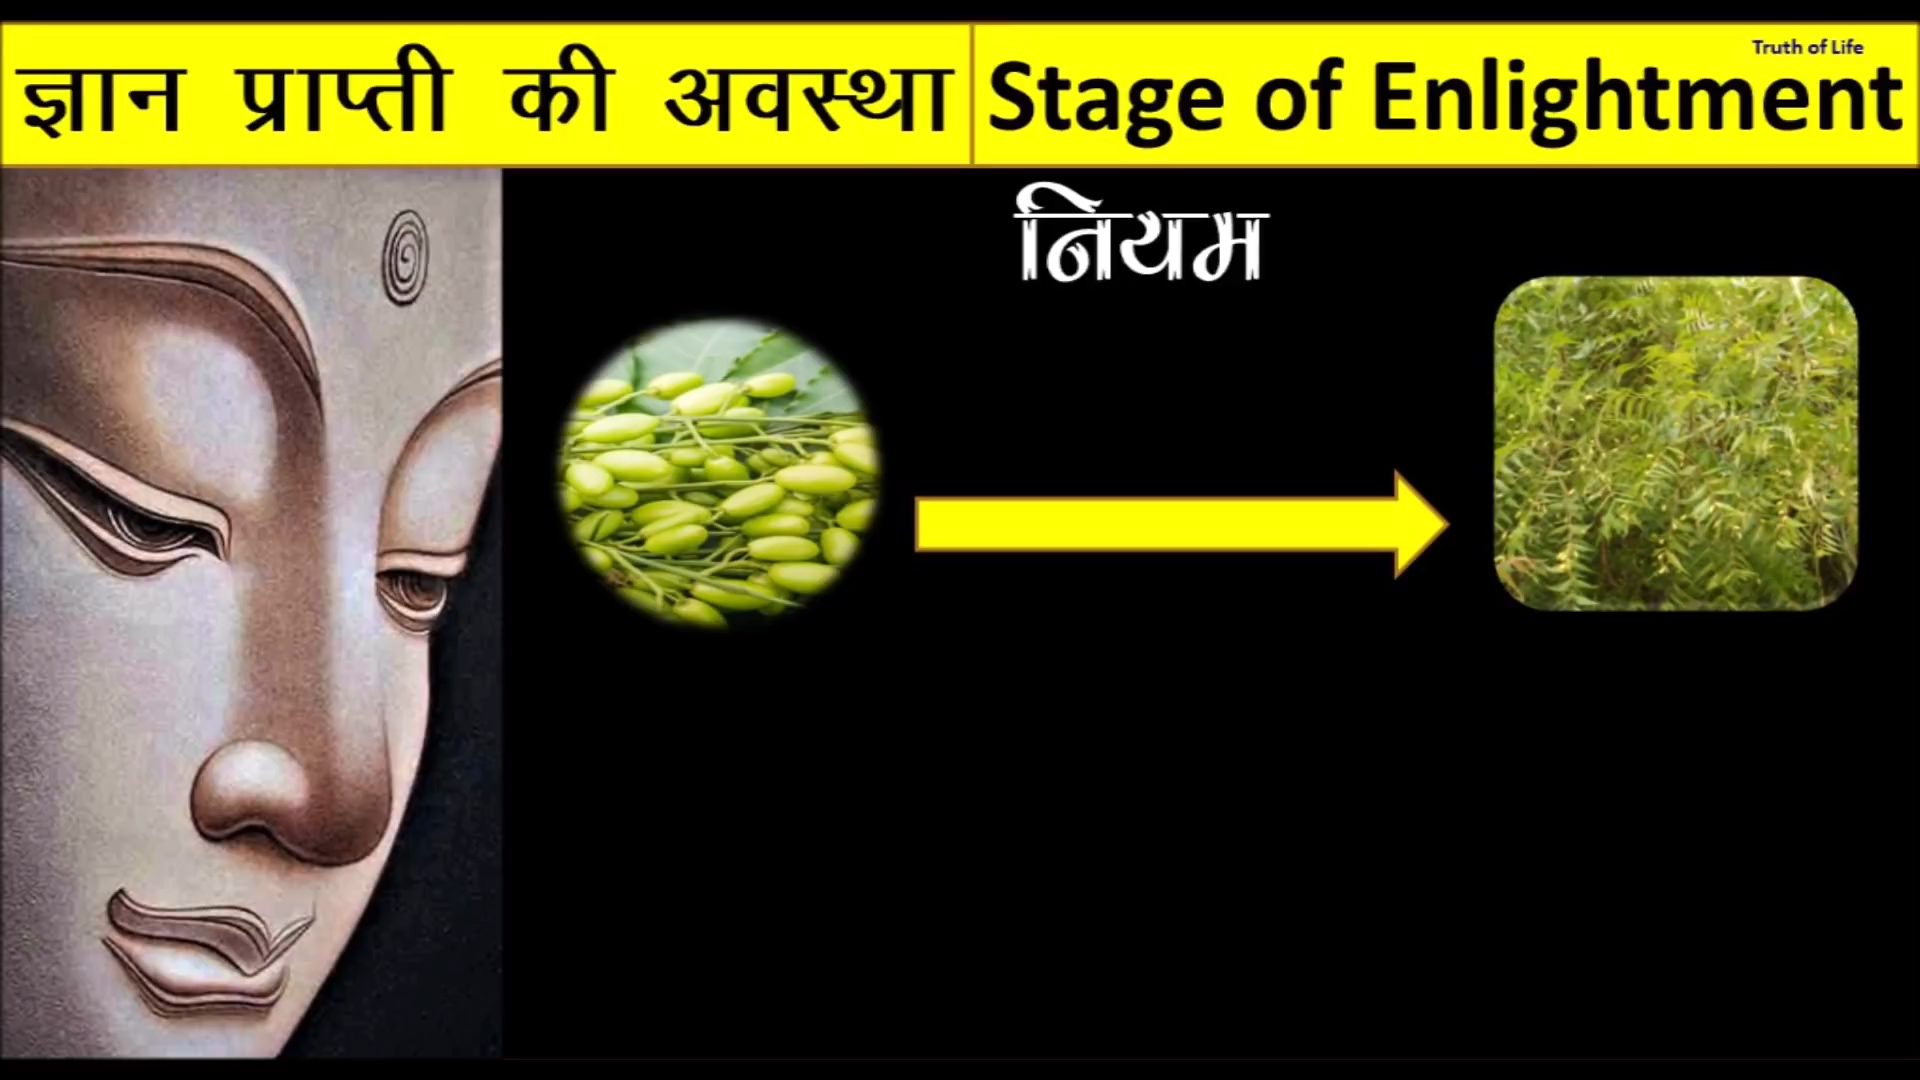 ज्ञान प्राप्ती की अवस्था
Truth of Life
Stage of Enlightment
नियम